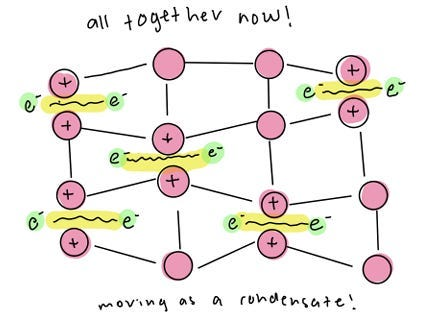 all together now!
+ +
e⁻ e⁻ e⁻ e⁻
+ + +
e⁻ e⁻
+ + +
e⁻ e⁻ e⁻ e⁻
+ +
moving as a condensate!